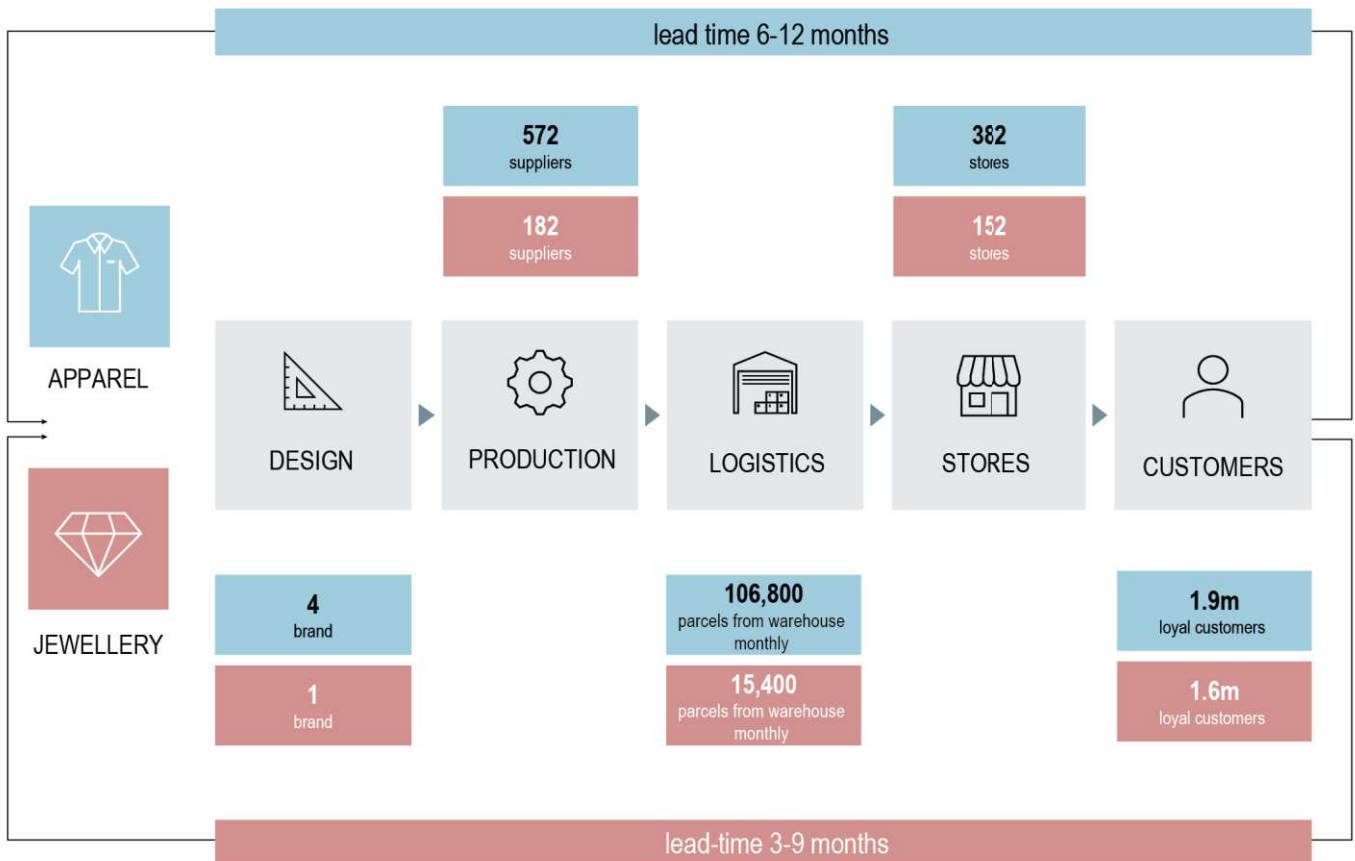 lead time 6-12 months
572
suppliers
382
stores
182
suppliers
152
stores
APPAREL
DESIGN
PRODUCTION
LOGISTICS
STORES
CUSTOMERS
JEWELLERY
4
brand
106,800
parcels from warehouse
monthly
1.9m
loyal customers
1
brand
15,400
parcels from warehouse
monthly
1.6m
loyal customers
lead-time 3-9 months